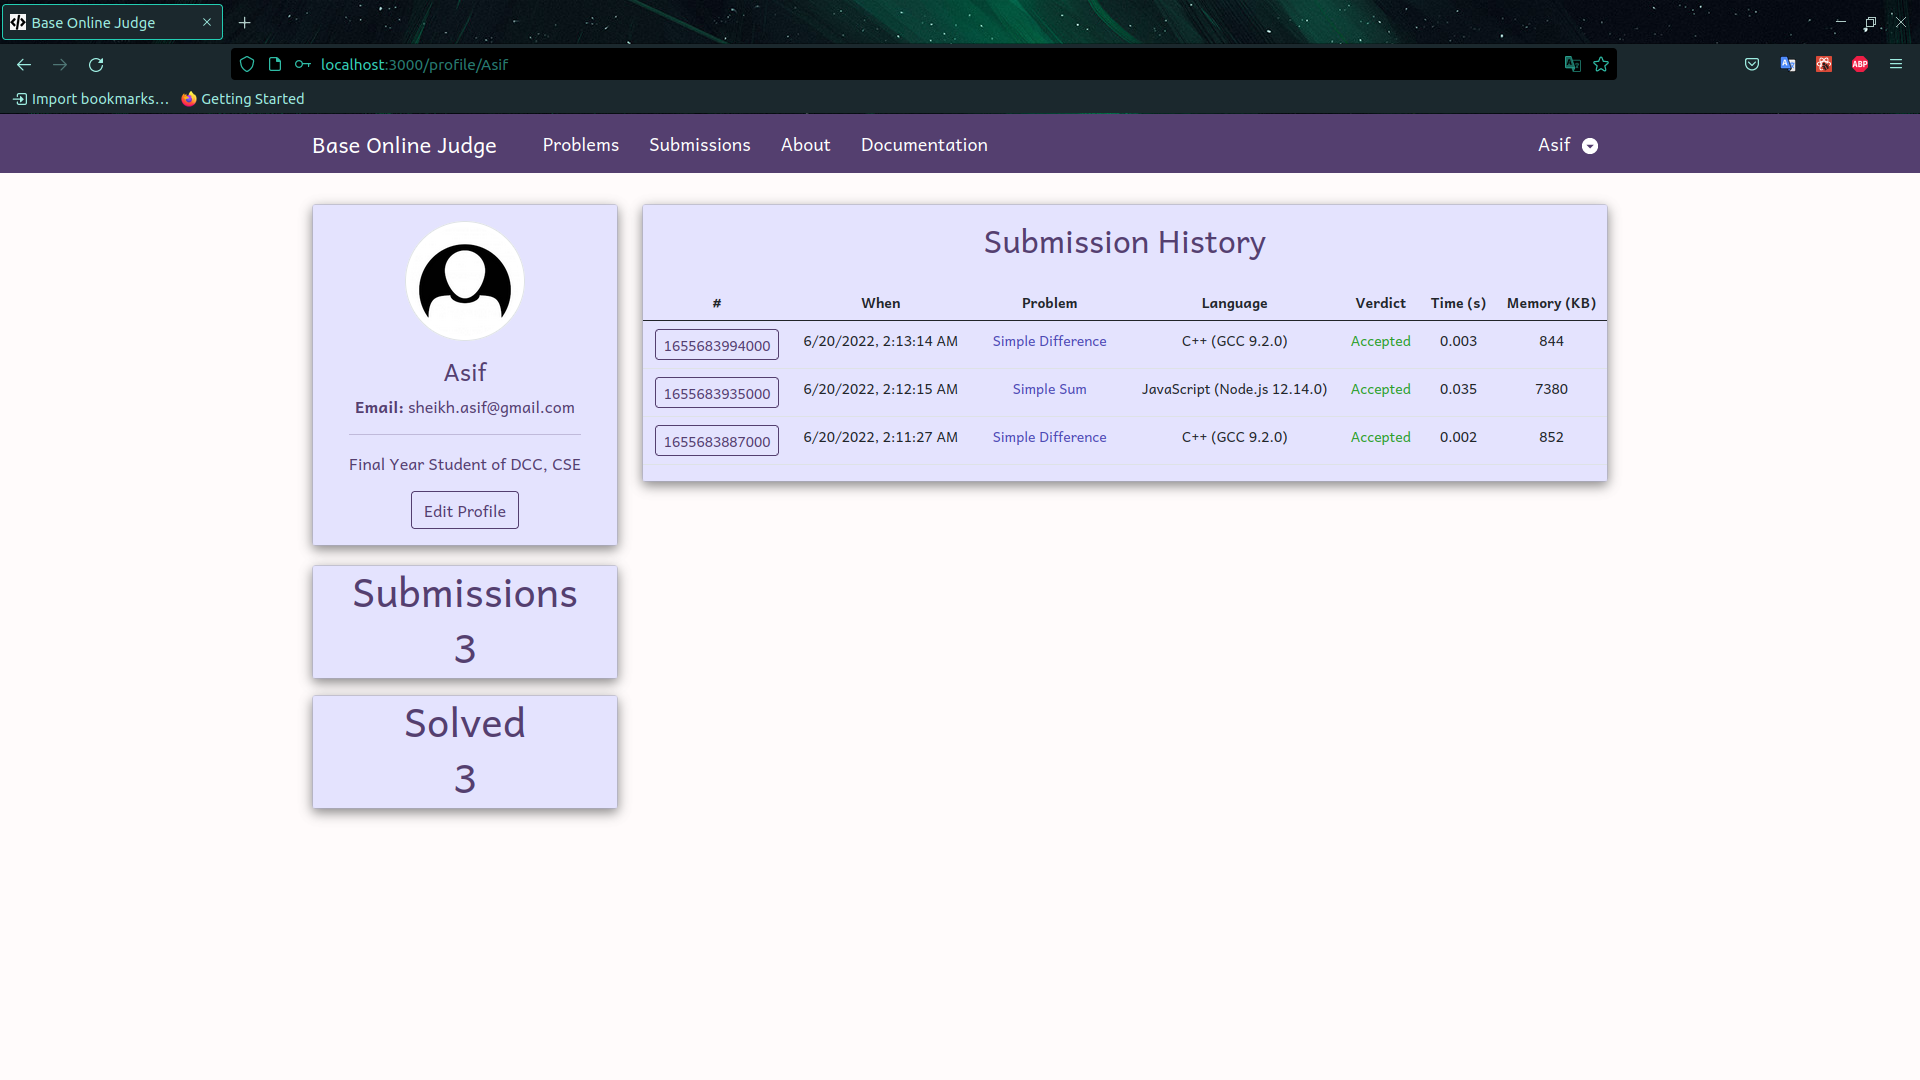 Base Online Judge
localhost:3000/profile/Asif
ABP
Import bookmarks…
Getting Started
Base Online Judge
Problems
Submissions
About
Documentation
Asif
Asif
Email: sheikh.asif@gmail.com
Final Year Student of DCC, CSE
Edit Profile
Submissions
3
Solved
3
Submission History
# When Problem Language Verdict Time (s) Memory (KB)
1655683994000 6/20/2022, 2:13:14 AM Simple Difference C++ (GCC 9.2.0) Accepted 0.003 844
1655683935000 6/20/2022, 2:12:15 AM Simple Sum JavaScript (Node.js 12.14.0) Accepted 0.035 7380
1655683887000 6/20/2022, 2:11:27 AM Simple Difference C++ (GCC 9.2.0) Accepted 0.002 852